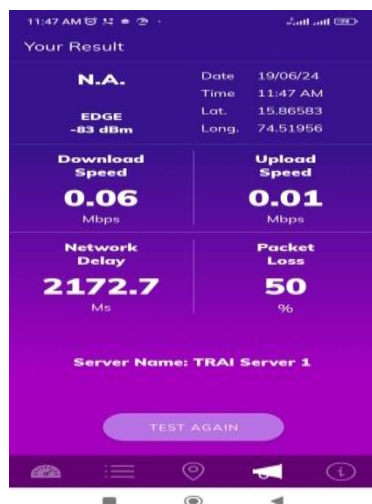 11:47 AM
Your Result
N.A.
EDGE
-83 dBm
Date 19/06/24
Time 11:47 AM
Lat. 15.86583
Long. 74.51956
Download
Speed
0.06
Mbps
Upload
Speed
0.01
Mbps
Network
Delay
2172.7
Ms
Packet
Loss
50
%
Server Name: TRAI Server 1
TEST AGAIN